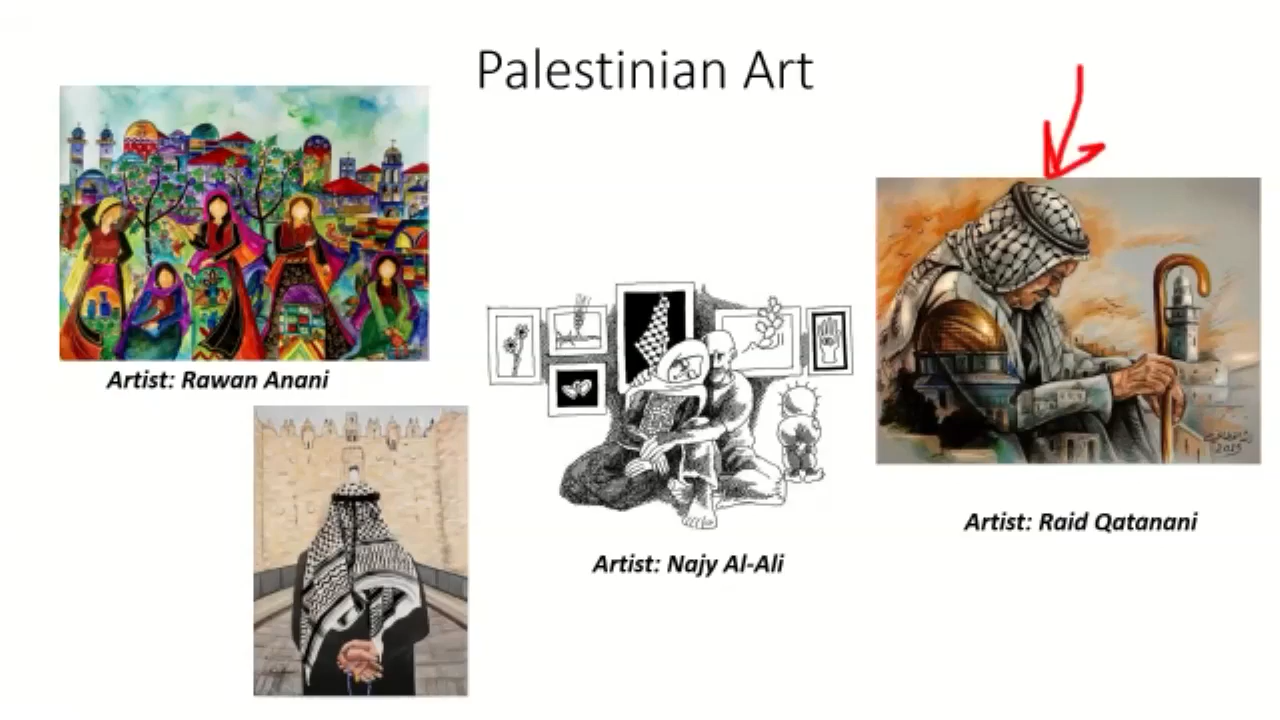 Palestinian Art
Artist: Rawan Anani
Artist: Najy Al-Ali
Artist: Raid Qatanani